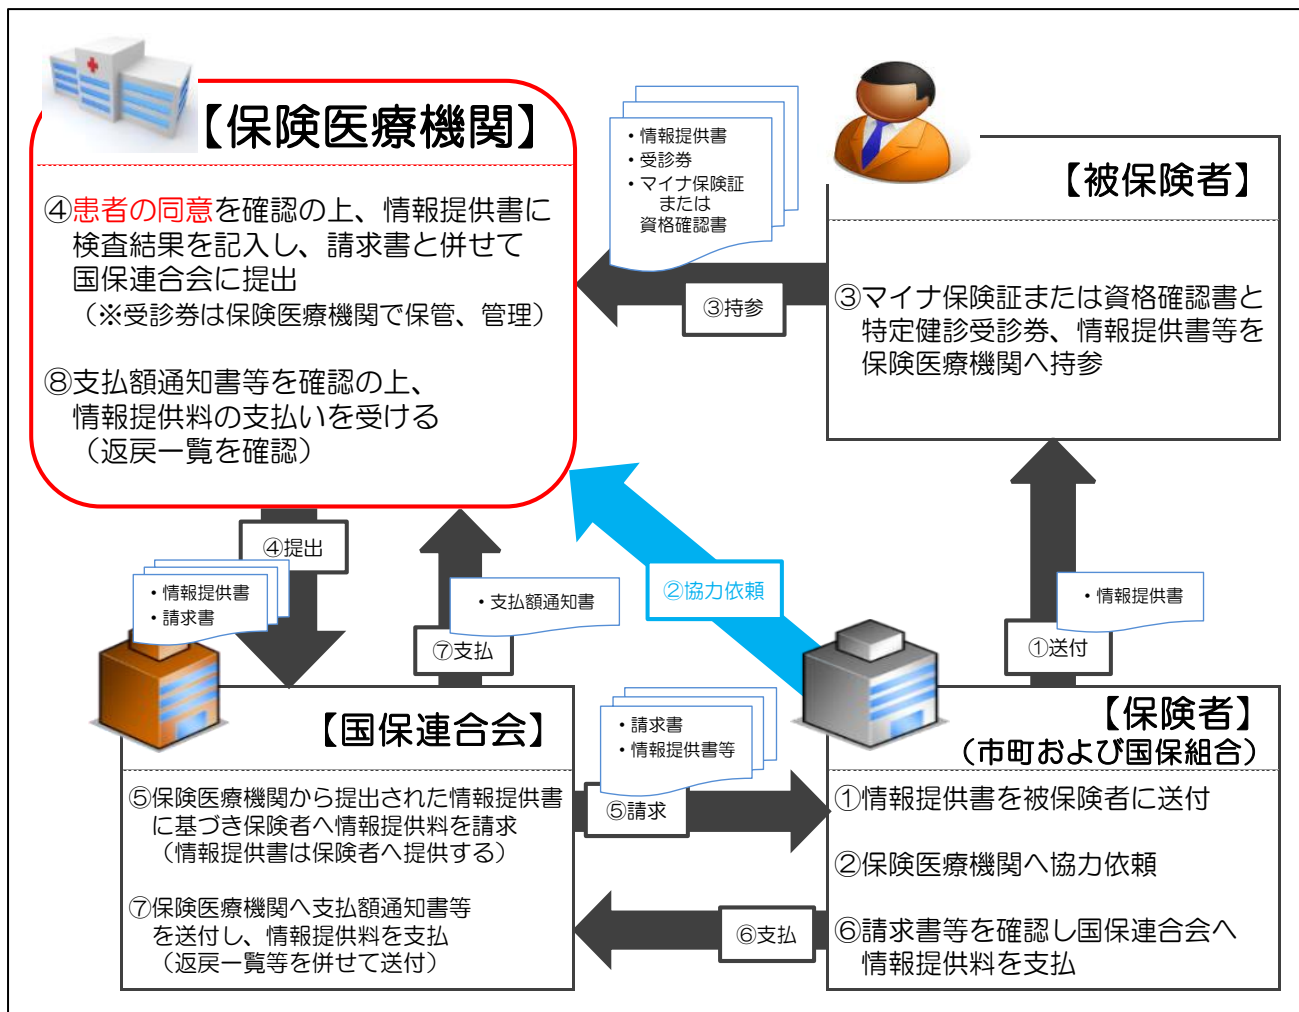 【保険医療機関】
④患者の同意を確認の上、情報提供書に
検査結果を記入し、請求書と併せて
国保連合会に提出
（※受診券は保険医療機関で保管、管理）
⑧支払額通知書等を確認の上、
情報提供料の支払いを受ける
（返戻一覧を確認）
・情報提供書
・受診券
・マイナ保険証
または
資格確認書
③持参
【被保険者】
③マイナ保険証または資格確認書と
特定健診受診券、情報提供書等を
保険医療機関へ持参
④提出
・情報提供書
・請求書
・支払額通知書
⑦支払
②協力依頼
・情報提供書
①送付
【国保連合会】
⑤保険医療機関から提出された情報提供書
に基づき保険者へ情報提供料を請求
（情報提供書は保険者へ提供する）
⑦保険医療機関へ支払額通知書等
を送付し、情報提供料を支払
（返戻一覧等を併せて送付）
・請求書
・情報提供書等
⑤請求
⑥支払
【保険者】
（市町および国保組合）
①情報提供書を被保険者に送付
②保険医療機関へ協力依頼
⑥請求書等を確認し国保連合会へ
情報提供料を支払